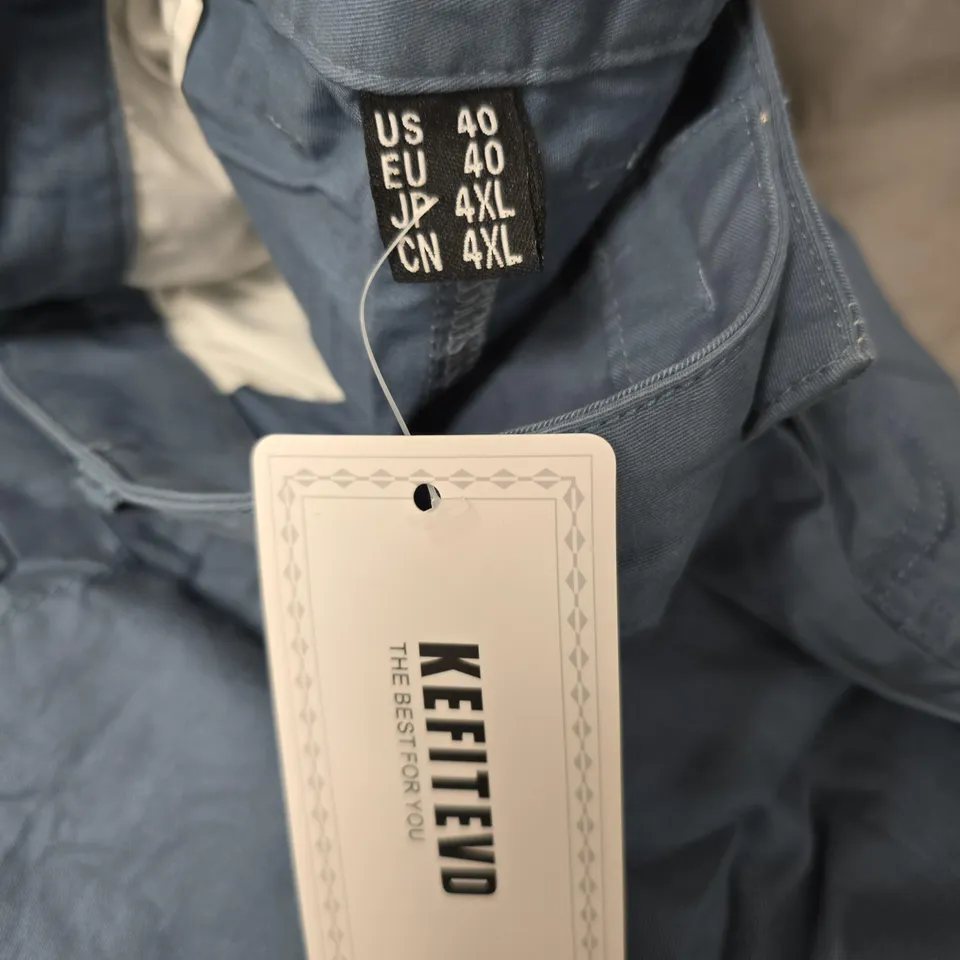 US 40
EU 40
JP 4XL
CN 4XL
KEFITEVD
THE BEST FOR YOU